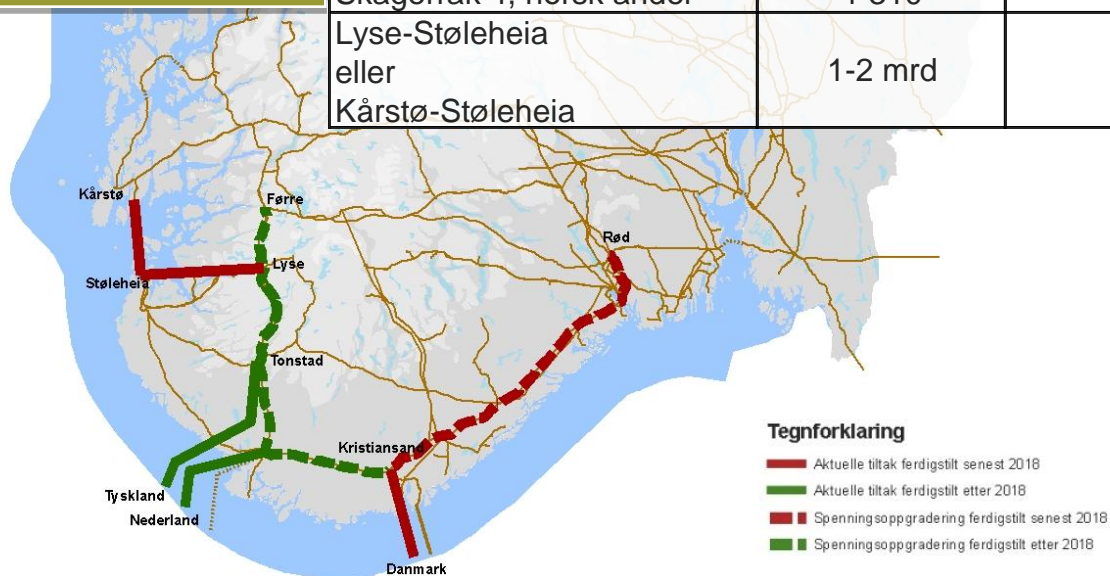 Lyse-Støleheia
eller
Kårstø-Støleheia
1-2 mrd
Kårstø
Førre
Rød
Lyse
Støleheia
Tonstad
Kristiansand
Tyskland
Nederland
Danmark
Tegnforklaring
Aktuelle tiltak ferdigstilt senest 2018
Aktuelle tiltak ferdigstilt etter 2018
Spenningsoppgradering ferdigstilt senest 2018
Spenningsoppgradering ferdigstilt etter 2018